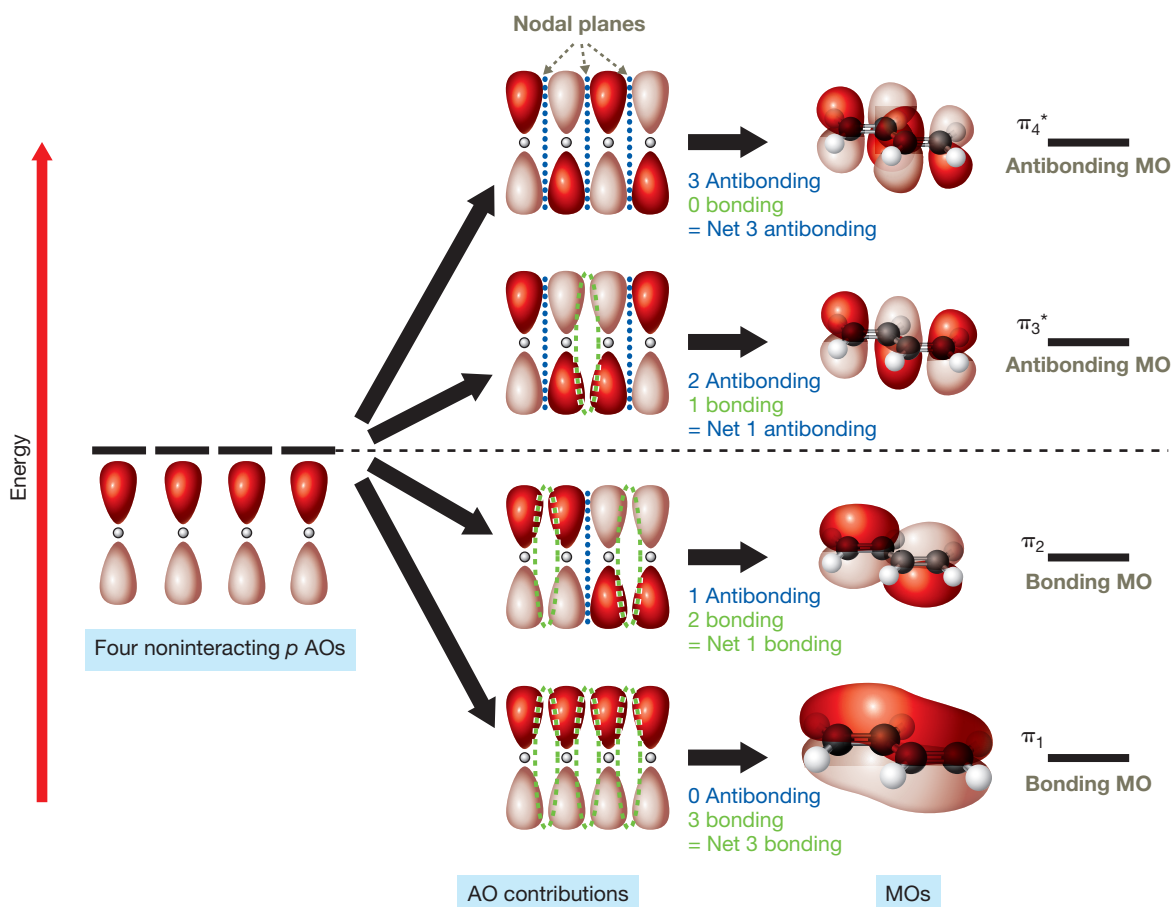 Nodal planes
π4*
Antibonding MO
3 Antibonding
0 bonding
= Net 3 antibonding
π3*
Antibonding MO
2 Antibonding
1 bonding
= Net 1 antibonding
Energy
π2
Bonding MO
1 Antibonding
2 bonding
= Net 1 bonding
Four noninteracting p AOs
π1
Bonding MO
0 Antibonding
3 bonding
= Net 3 bonding
AO contributions
MOs